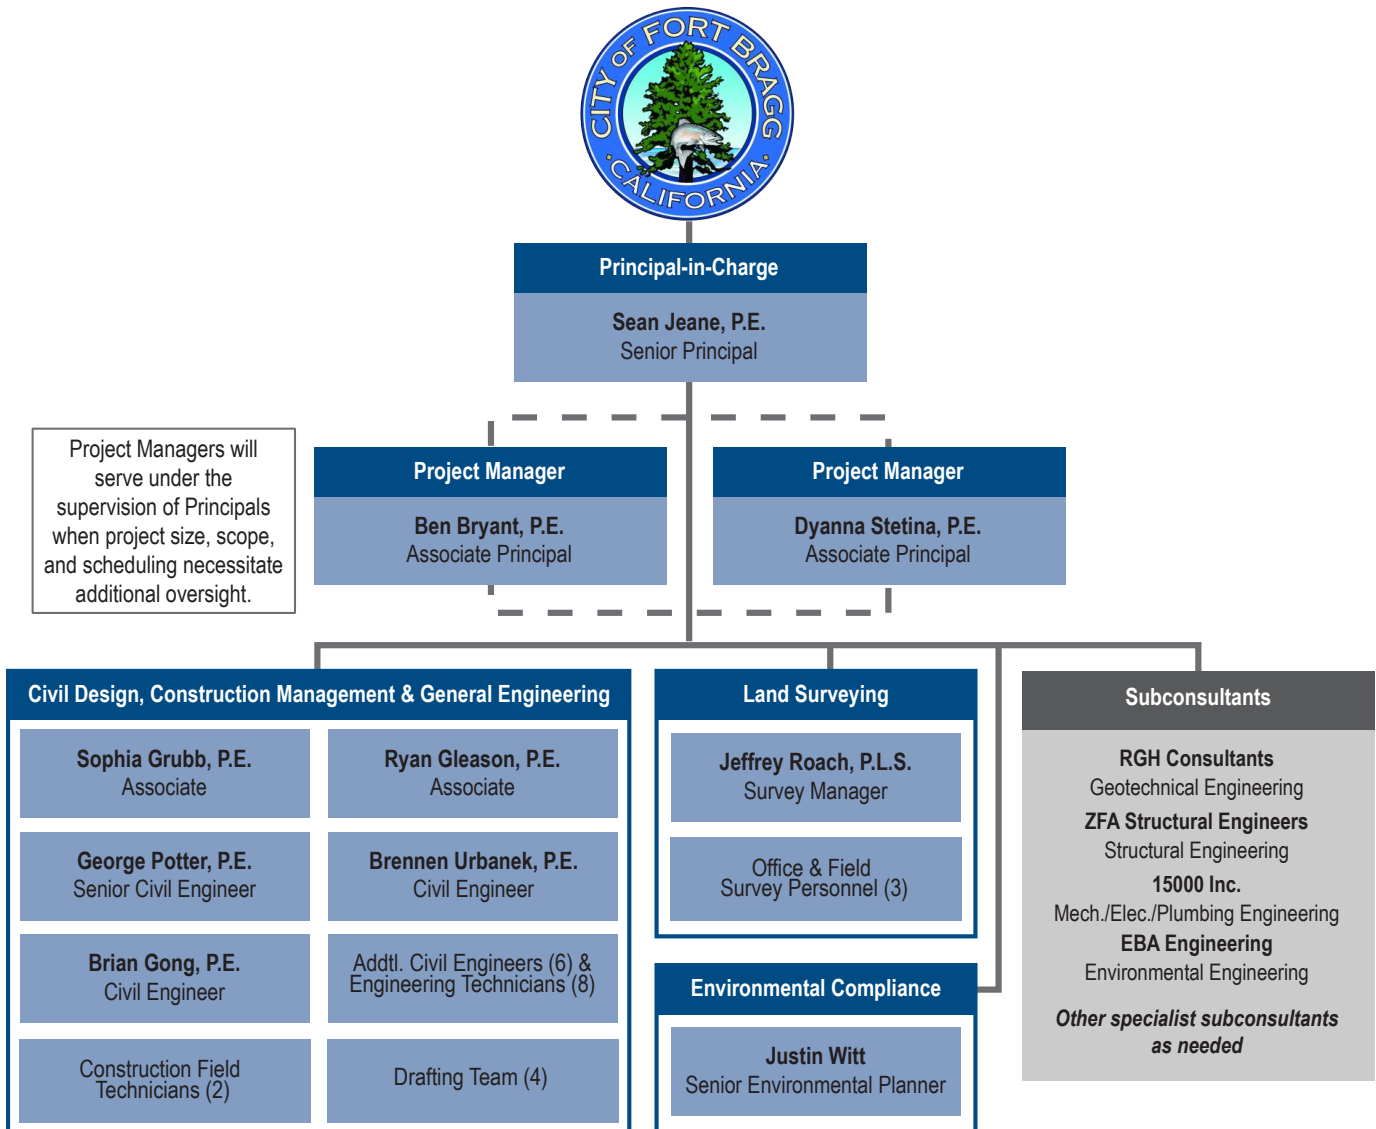 CITY OF FORT BRAGG
· CALIFORNIA ·
Principal-in-Charge
Sean Jeane, P.E.
Senior Principal
Project Managers will
serve under the
supervision of Principals
when project size, scope,
and scheduling necessitate
additional oversight.
Project Manager
Ben Bryant, P.E.
Associate Principal
Project Manager
Dyanna Stetina, P.E.
Associate Principal
Civil Design, Construction Management & General Engineering
Sophia Grubb, P.E.
Associate
Ryan Gleason, P.E.
Associate
George Potter, P.E.
Senior Civil Engineer
Brennen Urbanek, P.E.
Civil Engineer
Brian Gong, P.E.
Civil Engineer
Addtl. Civil Engineers (6) &
Engineering Technicians (8)
Construction Field
Technicians (2)
Drafting Team (4)
Land Surveying
Jeffrey Roach, P.L.S.
Survey Manager
Office & Field
Survey Personnel (3)
Environmental Compliance
Justin Witt
Senior Environmental Planner
Subconsultants
RGH Consultants
Geotechnical Engineering
ZFA Structural Engineers
Structural Engineering
15000 Inc.
Mech./Elec./Plumbing Engineering
EBA Engineering
Environmental Engineering
Other specialist subconsultants
as needed